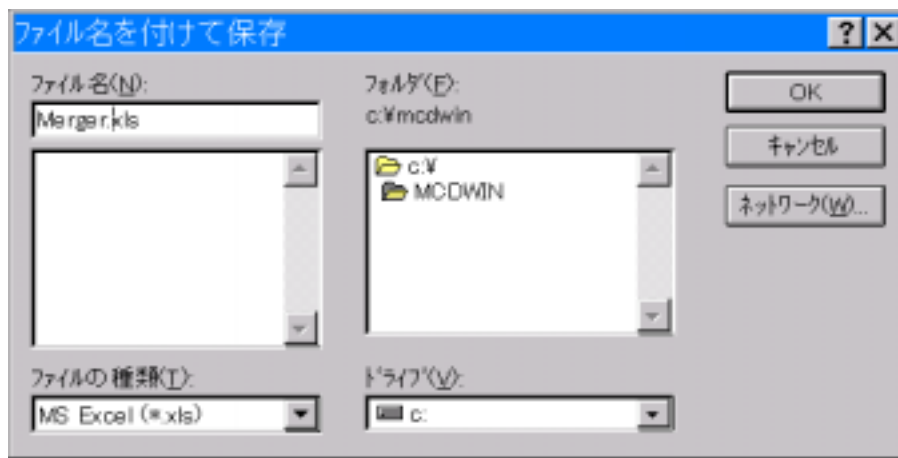 ファイル名を付けて保存
ファイル名(N):
Merger.xls
フォルダ(F):
c:¥mcdwin
c:¥
MCDWIN
OK
キャンセル
ネットワーク(W)...
ファイルの種類(T):
MS Excel (*.xls)
ドライブ(V):
c: